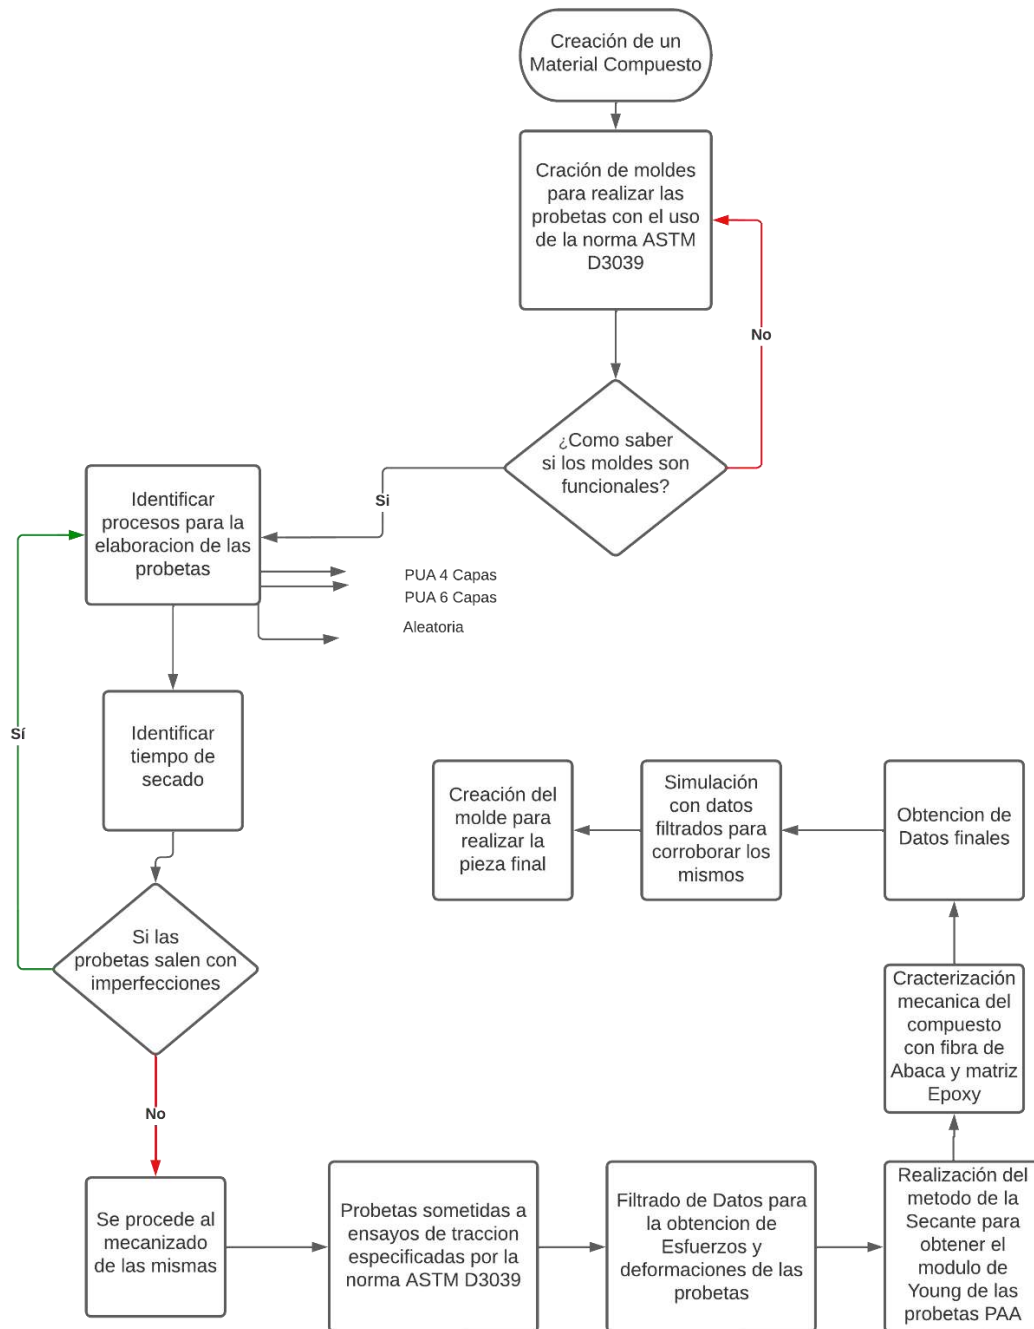 Creación de un
Material Compuesto
Cración de moldes
para realizar las
probetas con el uso
de la norma ASTM
D3039
No
¿Como saber
si los moldes son
funcionales?
Si
Identificar
procesos para la
elaboracion de las
probetas
PUA 4 Capas
PUA 6 Capas
Aleatoria
Sí
Identificar
tiempo de
secado
Si las
probetas salen con
imperfecciones
No
Se procede al
mecanizado
de las mismas
Probetas sometidas a
ensayos de traccion
especificadas por la
norma ASTM D3039
Filtrado de Datos para
la obtencion de
Esfuerzos y
deformaciones de las
probetas
Realización del
metodo de la
Secante para
obtener el
modulo de
Young de las
probetas PAA
Cracterización
mecanica del
compuesto
con fibra de
Abaca y matriz
Epoxy
Obtencion de
Datos finales
Simulación
con datos
filtrados para
corroborar los
mismos
Creación del
molde para
realizar la
pieza final